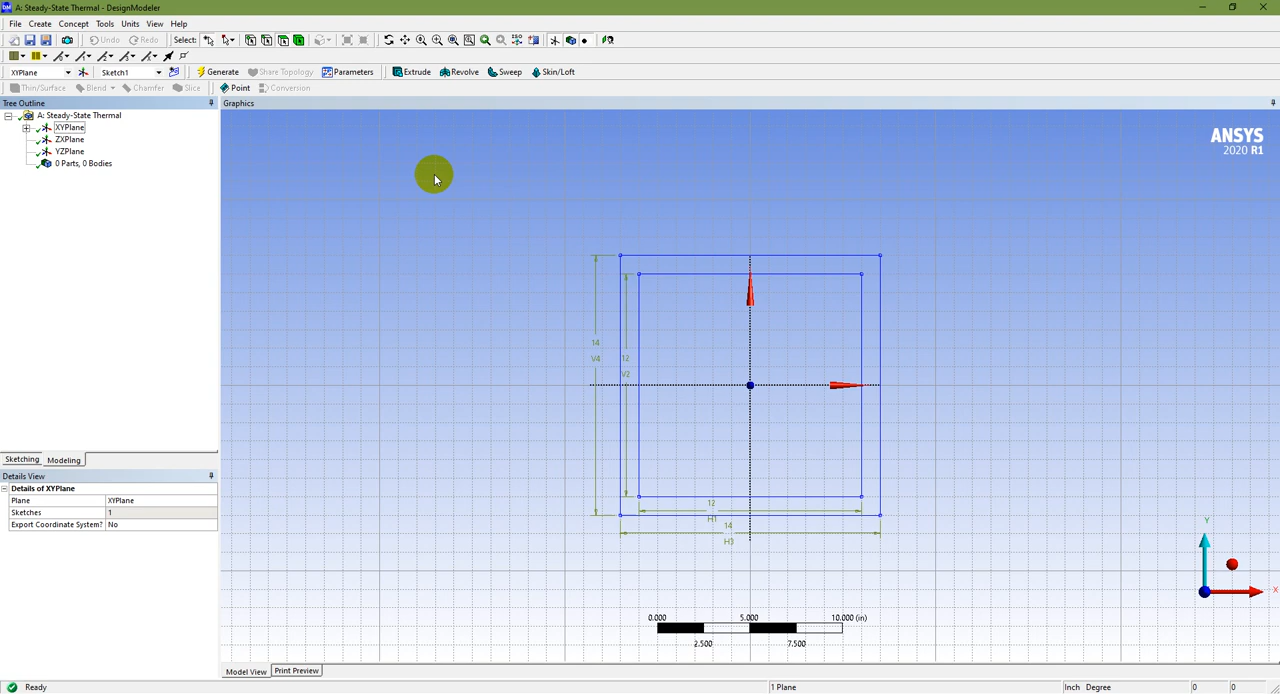 A: Steady-State Thermal - DesignModeler
File Create Concept Tools Units View Help
Undo Redo Select:
XYPlane Sketch1 Generate Share Topology Parameters Extrude Revolve Sweep Skin/Loft
Thin/Surface Blend Chamfer Slice Point Conversion
Tree Outline
Graphics
A: Steady-State Thermal
XYPlane
ZXPlane
YZPlane
0 Parts, 0 Bodies
ANSYS
2020 R1
14
V4
12
V2
12
H1
14
H3
Sketching Modeling
Details View
Details of XYPlane
Plane XYPlane
Sketches 1
Export Coordinate System? No
Y
X
0.000 5.000 10.000 (in)
2.500 7.500
Model View Print Preview
Ready 1 Plane Inch Degree 0 0